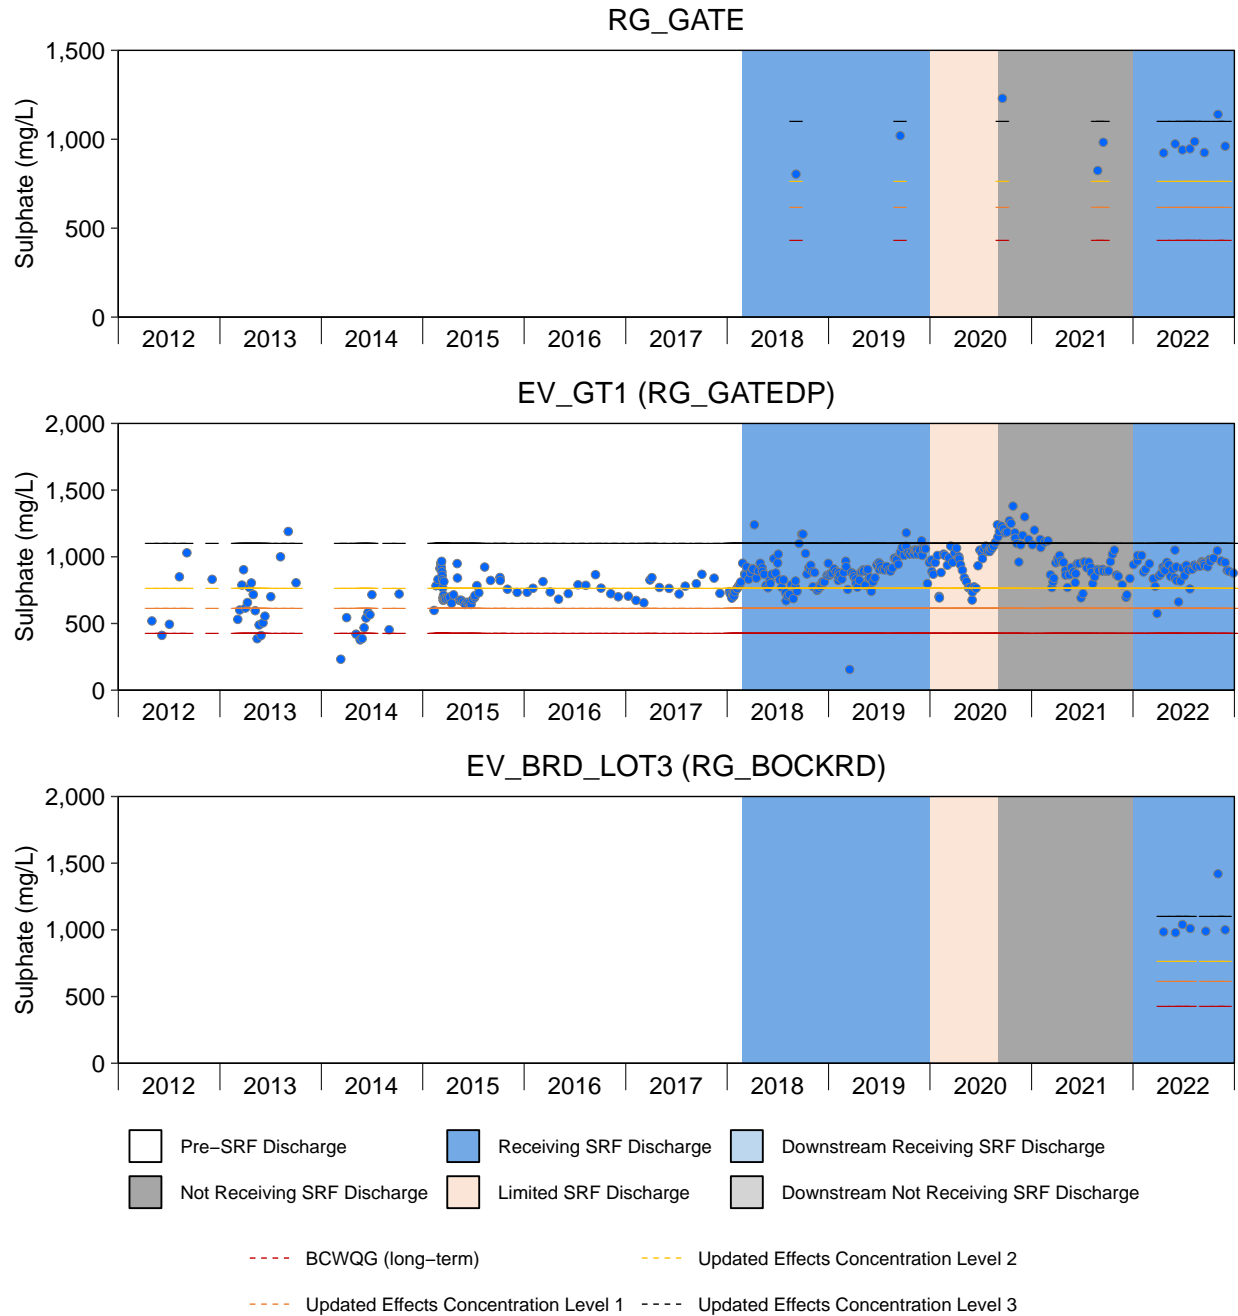 RG_GATE
1,500
1,000
500
0
Sulphate (mg/L)
2012 2013 2014 2015 2016 2017 2018 2019 2020 2021 2022
EV_GT1 (RG_GATEDP)
2,000
1,500
1,000
500
0
Sulphate (mg/L)
2012 2013 2014 2015 2016 2017 2018 2019 2020 2021 2022
EV_BRD_LOT3 (RG_BOCKRD)
2,000
1,500
1,000
500
0
Sulphate (mg/L)
2012 2013 2014 2015 2016 2017 2018 2019 2020 2021 2022
Pre−SRF Discharge Receiving SRF Discharge Downstream Receiving SRF Discharge
Not Receiving SRF Discharge Limited SRF Discharge Downstream Not Receiving SRF Discharge
BCWQG (long−term) Updated Effects Concentration Level 2
Updated Effects Concentration Level 1 Updated Effects Concentration Level 3